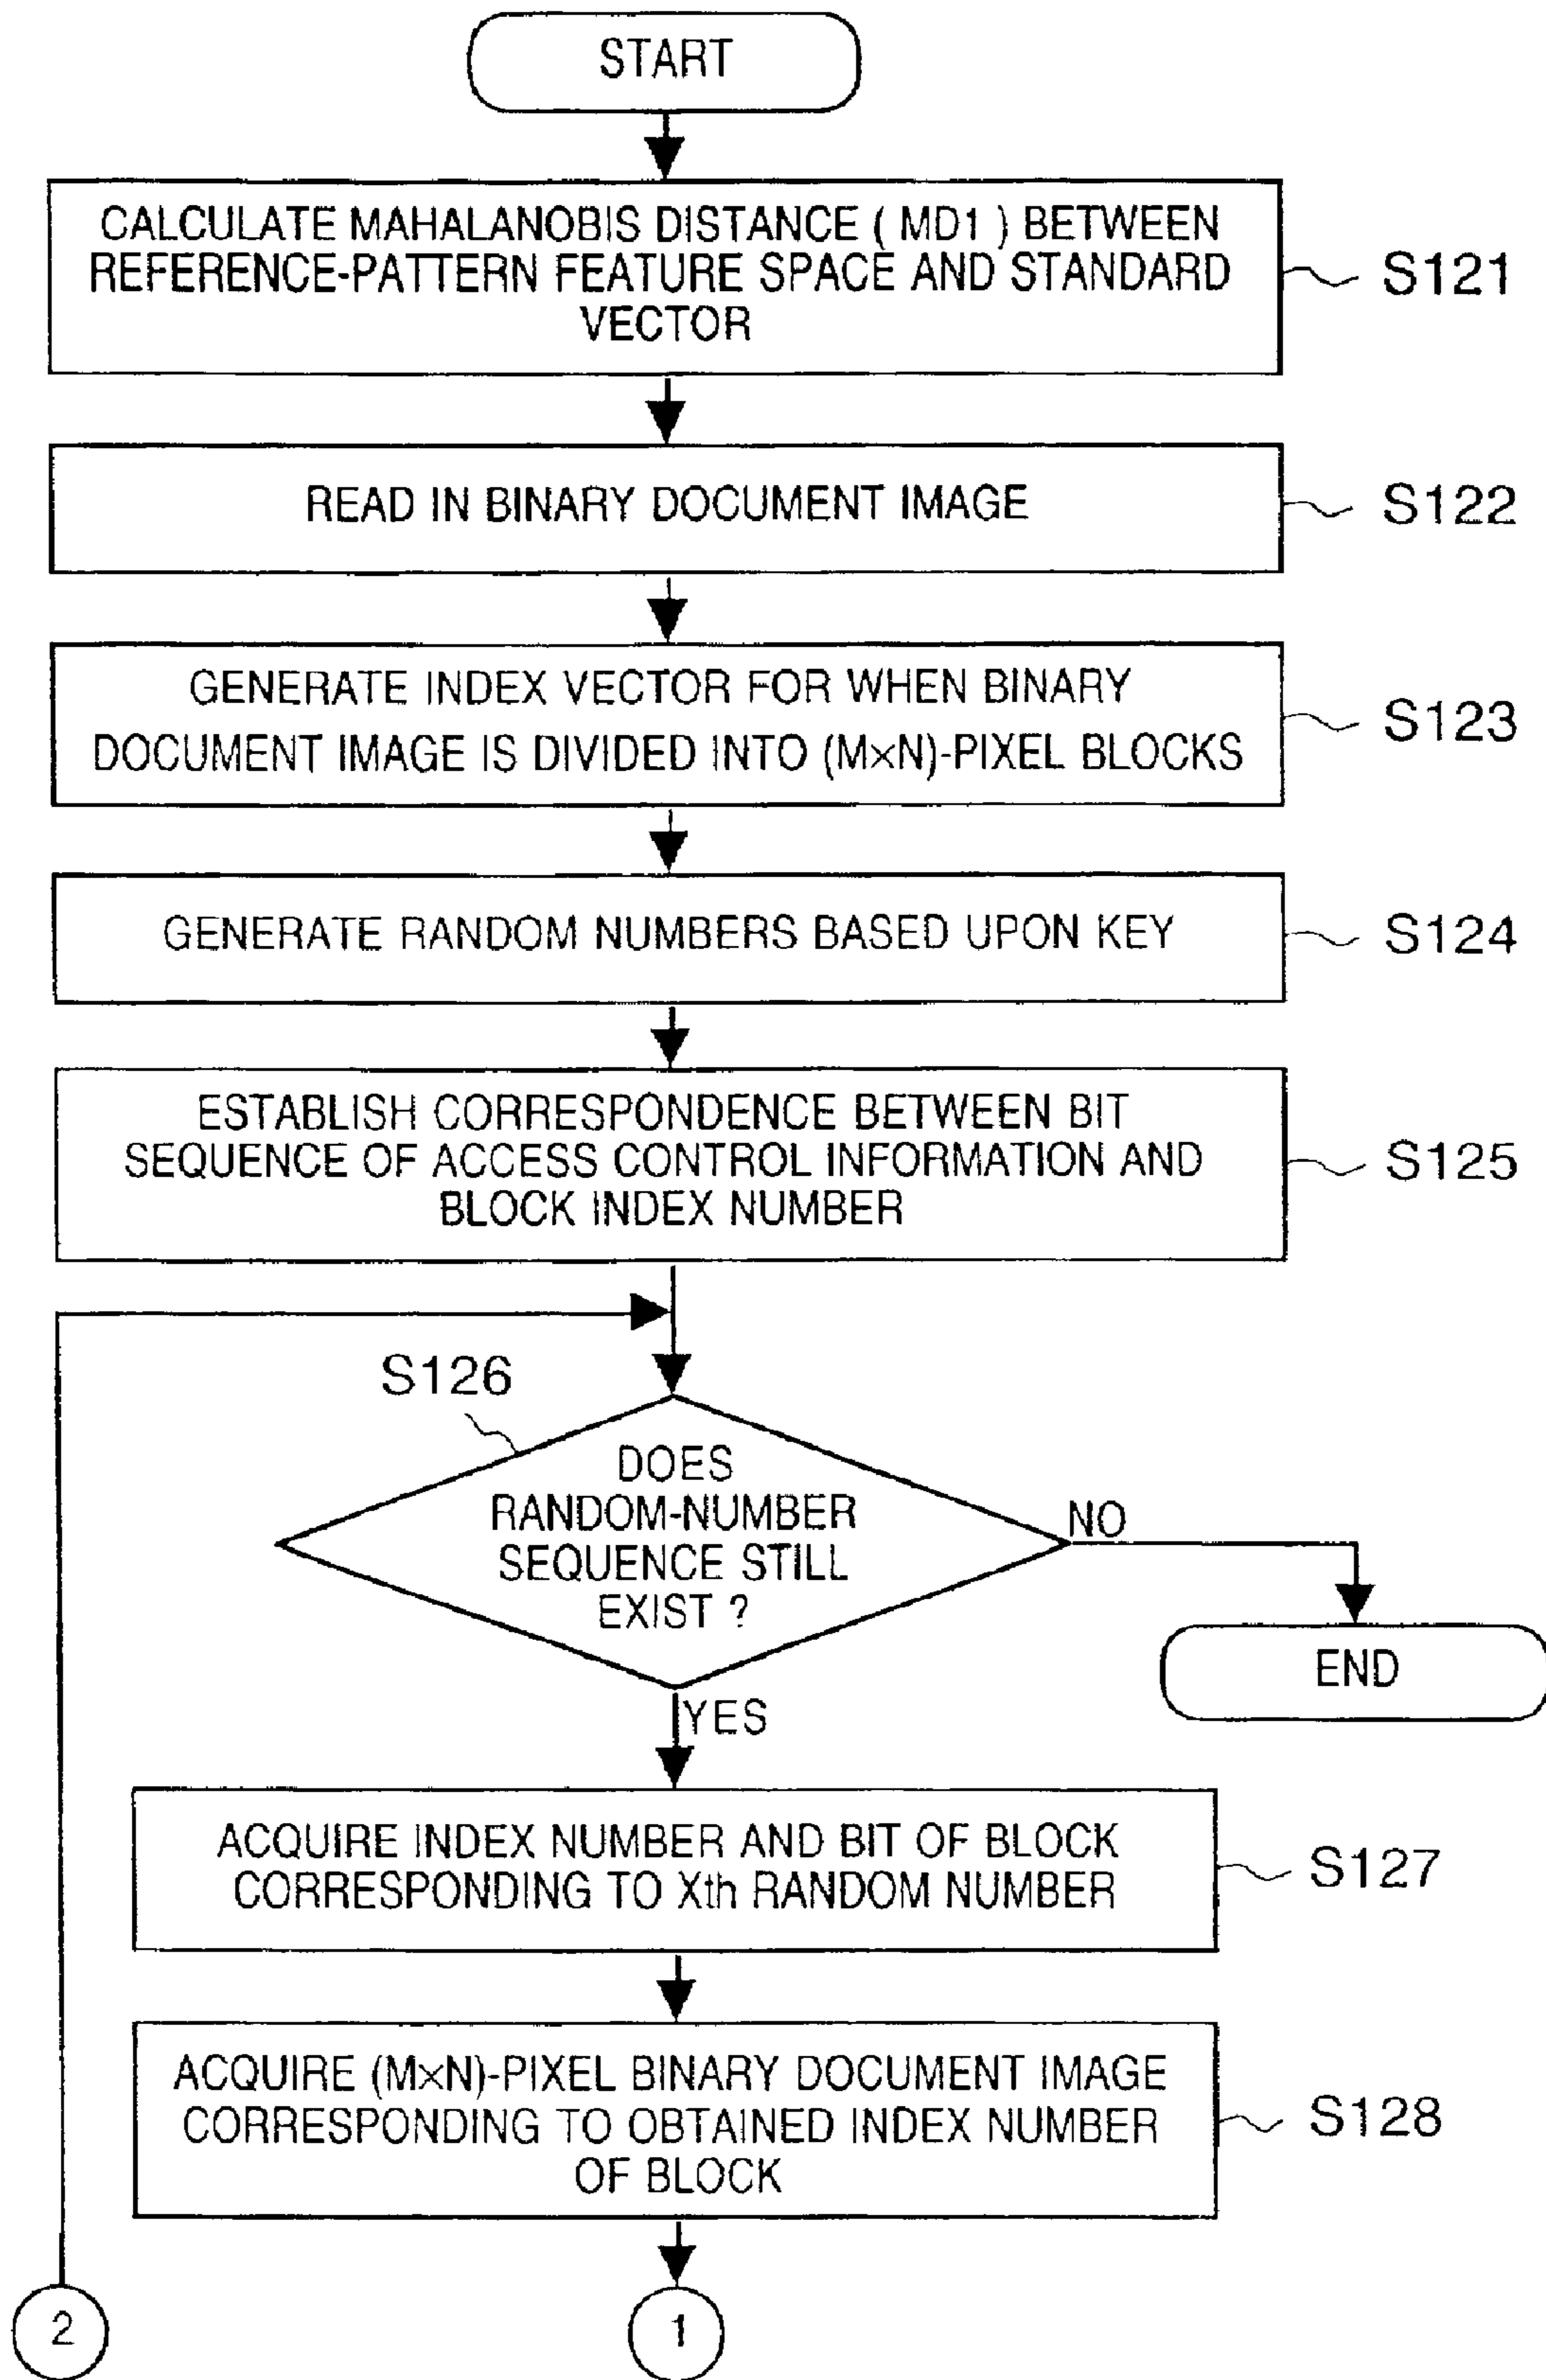 START
CALCULATE MAHALANOBIS DISTANCE ( MD1 ) BETWEEN
REFERENCE-PATTERN FEATURE SPACE AND STANDARD
VECTOR
S121
READ IN BINARY DOCUMENT IMAGE
S122
GENERATE INDEX VECTOR FOR WHEN BINARY
DOCUMENT IMAGE IS DIVIDED INTO (M×N)-PIXEL BLOCKS
S123
GENERATE RANDOM NUMBERS BASED UPON KEY
S124
ESTABLISH CORRESPONDENCE BETWEEN BIT
SEQUENCE OF ACCESS CONTROL INFORMATION AND
BLOCK INDEX NUMBER
S125
S126
DOES
RANDOM-NUMBER
SEQUENCE STILL
EXIST ?
NO
END
YES
ACQUIRE INDEX NUMBER AND BIT OF BLOCK
CORRESPONDING TO Xth RANDOM NUMBER
S127
ACQUIRE (M×N)-PIXEL BINARY DOCUMENT IMAGE
CORRESPONDING TO OBTAINED INDEX NUMBER
OF BLOCK
S128
2
1